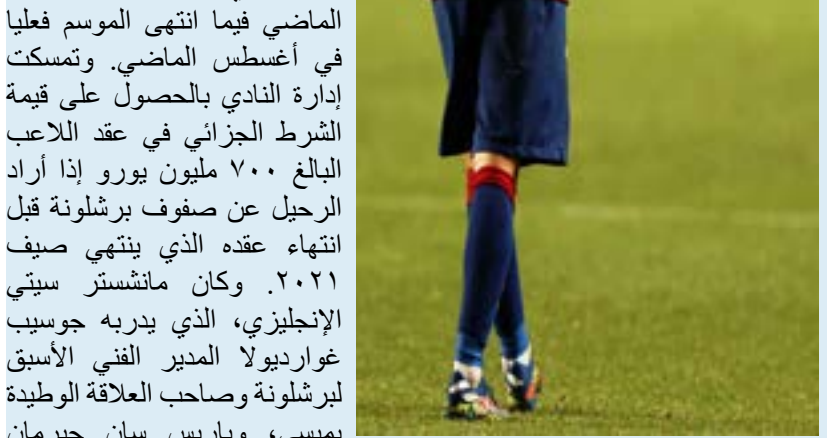 الماضي فيما انتهى الموسم فعليا
في أغسطس الماضي. وتمسكت
إدارة النادي بالحصول على قيمة
الشرط الجزائي في عقد اللاعب
البالغ ٧٠٠ مليون يورو إذا أراد
الرحيل عن صفوف برشلونة قبل
انتهاء عقده الذي ينتهي صيف
٢٠٢١. وكان مانشستر سيتي
الإنجليزي، الذي يدربه جوسيب
غوارديولا المدير الفني الأسبق
لبرشلونة وصاحب العلاقة الوطيدة
بميسي، وباريس سان جيرمان